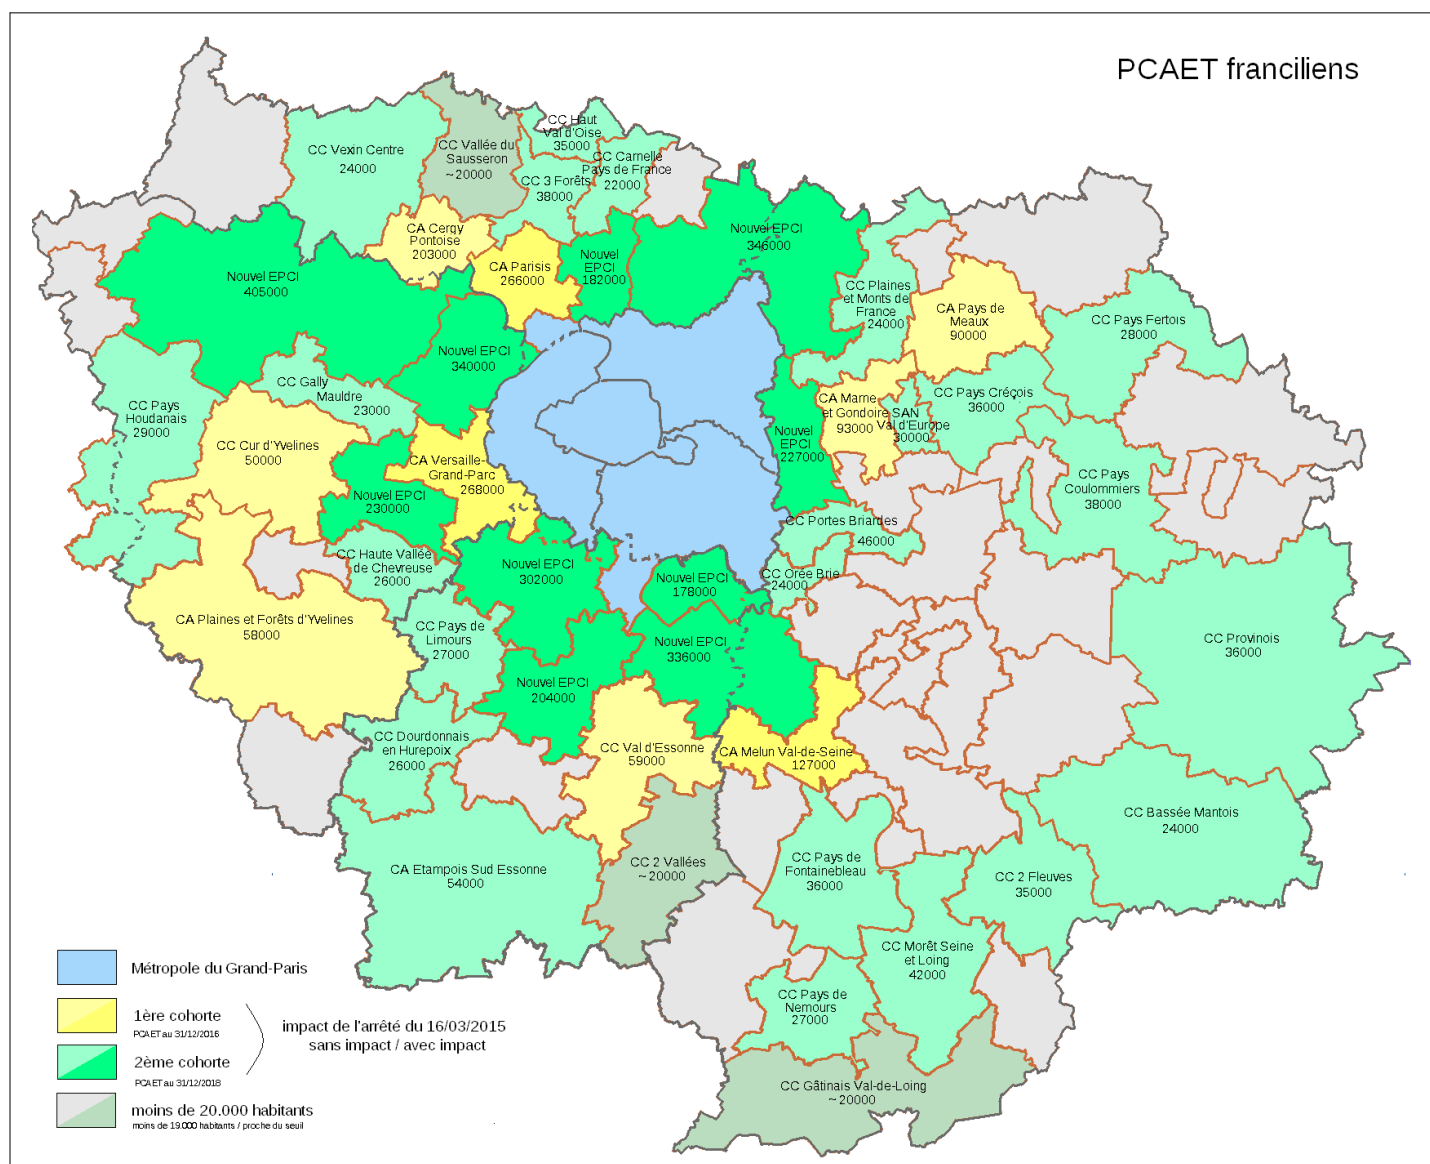 PCAET franciliens
CC Haut
Val d'Oise
35000
CC Vexin Centre
24000
CC Vallée du
Sausseron
~20000
CC Carnelle
Pays de France
22000
CC 3 Forêts
38000
CA Cergy
Pontoise
203000
Nouvel EPCI
346000
CA Parisis
266000
Nouvel
EPCI
182000
Nouvel EPCI
405000
CC Plaines
et Monts de
France
24000
CA Pays de
Meaux
90000
CC Pays Fertois
28000
Nouvel EPCI
340000
CC Gally
Mauldre
23000
CC Pays
Houdanais
29000
CA Marne
et Gondoire
93000
SAN
Val d'Europe
30000
CC Pays Créçois
36000
Nouvel
EPCI
227000
CC Cur d'Yvelines
50000
CA Versaille-
Grand-Parc
268000
Nouvel EPCI
230000
CC Pays
Coulommiers
38000
CC Portes Briardes
46000
CC Haute Vallée
de Chevreuse
26000
Nouvel EPCI
302000
Nouvel EPCI
178000
CC Orée Brie
24000
CA Plaines et Forêts d'Yvelines
58000
CC Pays de
Limours
27000
Nouvel EPCI
336000
CC Provinois
36000
Nouvel EPCI
204000
CC Dourdonnais
en Hurepoix
26000
CC Val d'Essonne
59000
CA Melun Val-de-Seine
127000
CC Bassée Mantois
24000
CA Etampois Sud Essonne
54000
CC 2 Vallées
~20000
CC Pays de
Fontainebleau
36000
CC 2 Fleuves
35000
CC Morêt Seine
et Loing
42000
CC Pays de
Nemours
27000
CC Gâtinais Val-de-Loing
~20000
Métropole du Grand-Paris
1ère cohorte
PCAET au 31/12/2016
2ème cohorte
PCAET au 31/12/2018
impact de l'arrêté du 16/03/2015
sans impact / avec impact
moins de 20.000 habitants
moins de 19.000 habitants / proche du seuil